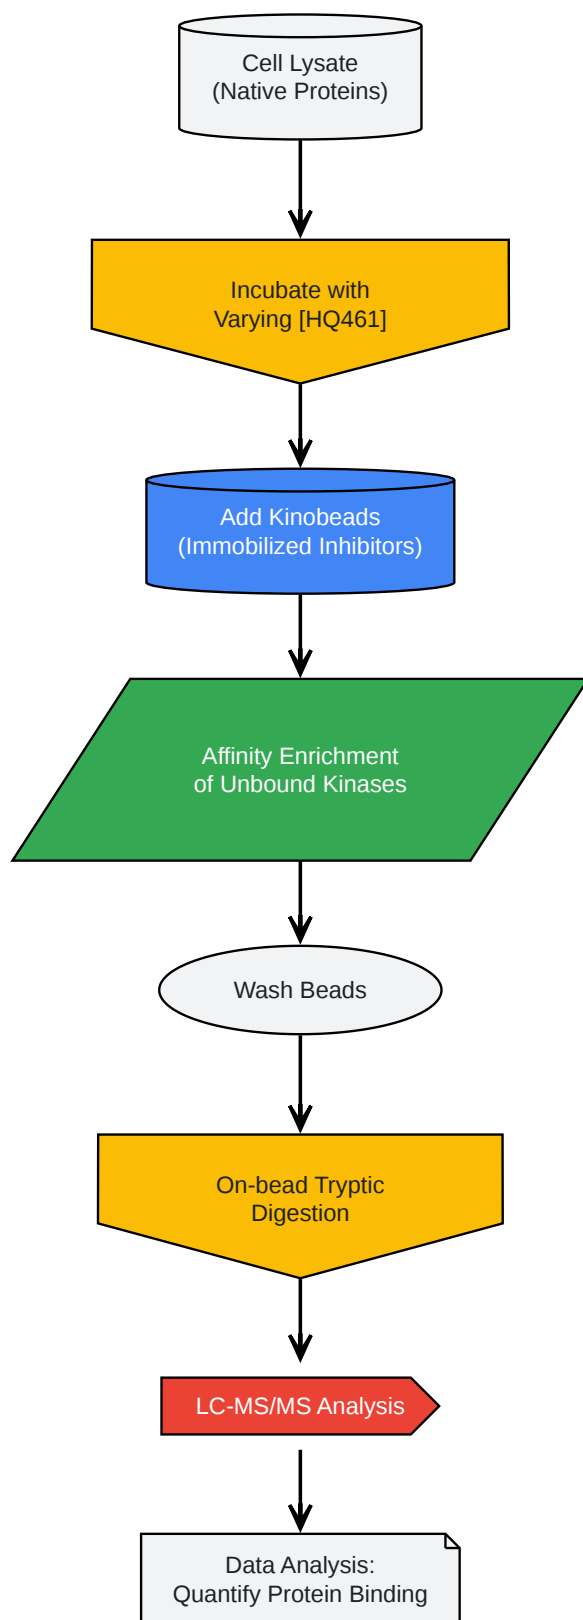 Cell Lysate
(Native Proteins)
Incubate with
Varying [HQ461]
Add Kinobeads
(Immobilized Inhibitors)
Affinity Enrichment
of Unbound Kinases
Wash Beads
On-bead Tryptic
Digestion
LC-MS/MS Analysis
Data Analysis:
Quantify Protein Binding